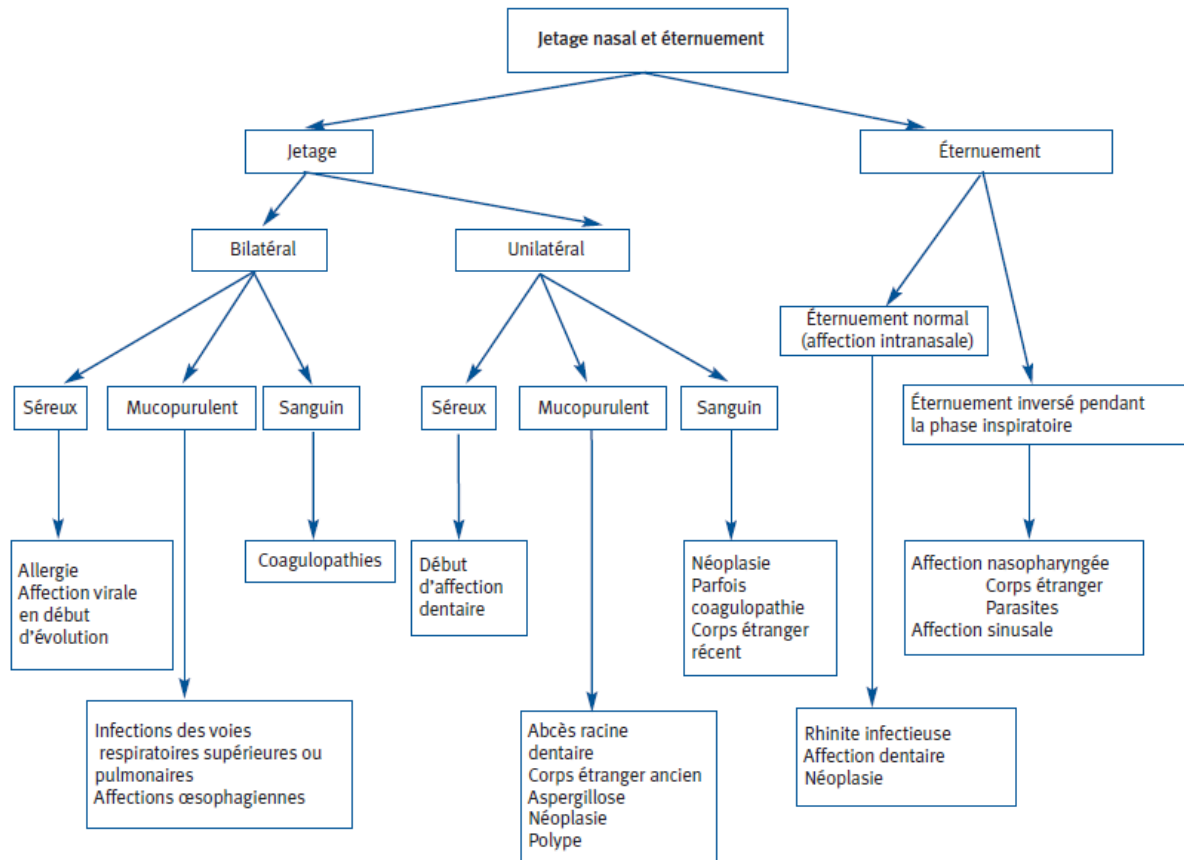 Jetage nasal et éternuement
Jetage
Éternuement
Bilatéral
Unilatéral
Éternuement normal
(affection intranasale)
Séreux
Mucopurulent
Sanguin
Séreux
Mucopurulent
Sanguin
Éternuement inversé pendant
la phase inspiratoire
Allergie
Affection virale
en début
d'évolution
Coagulopathies
Début
d'affection
dentaire
Néoplasie
Parfois
coagulopathie
Corps étranger
récent
Affection nasopharyngée
Corps étranger
Parasites
Affection sinusale
Infections des voies
respiratoires supérieures ou
pulmonaires
Affections œsophagiennes
Abcès racine
dentaire
Corps étranger ancien
Aspergillose
Néoplasie
Polype
Rhinite infectieuse
Affection dentaire
Néoplasie